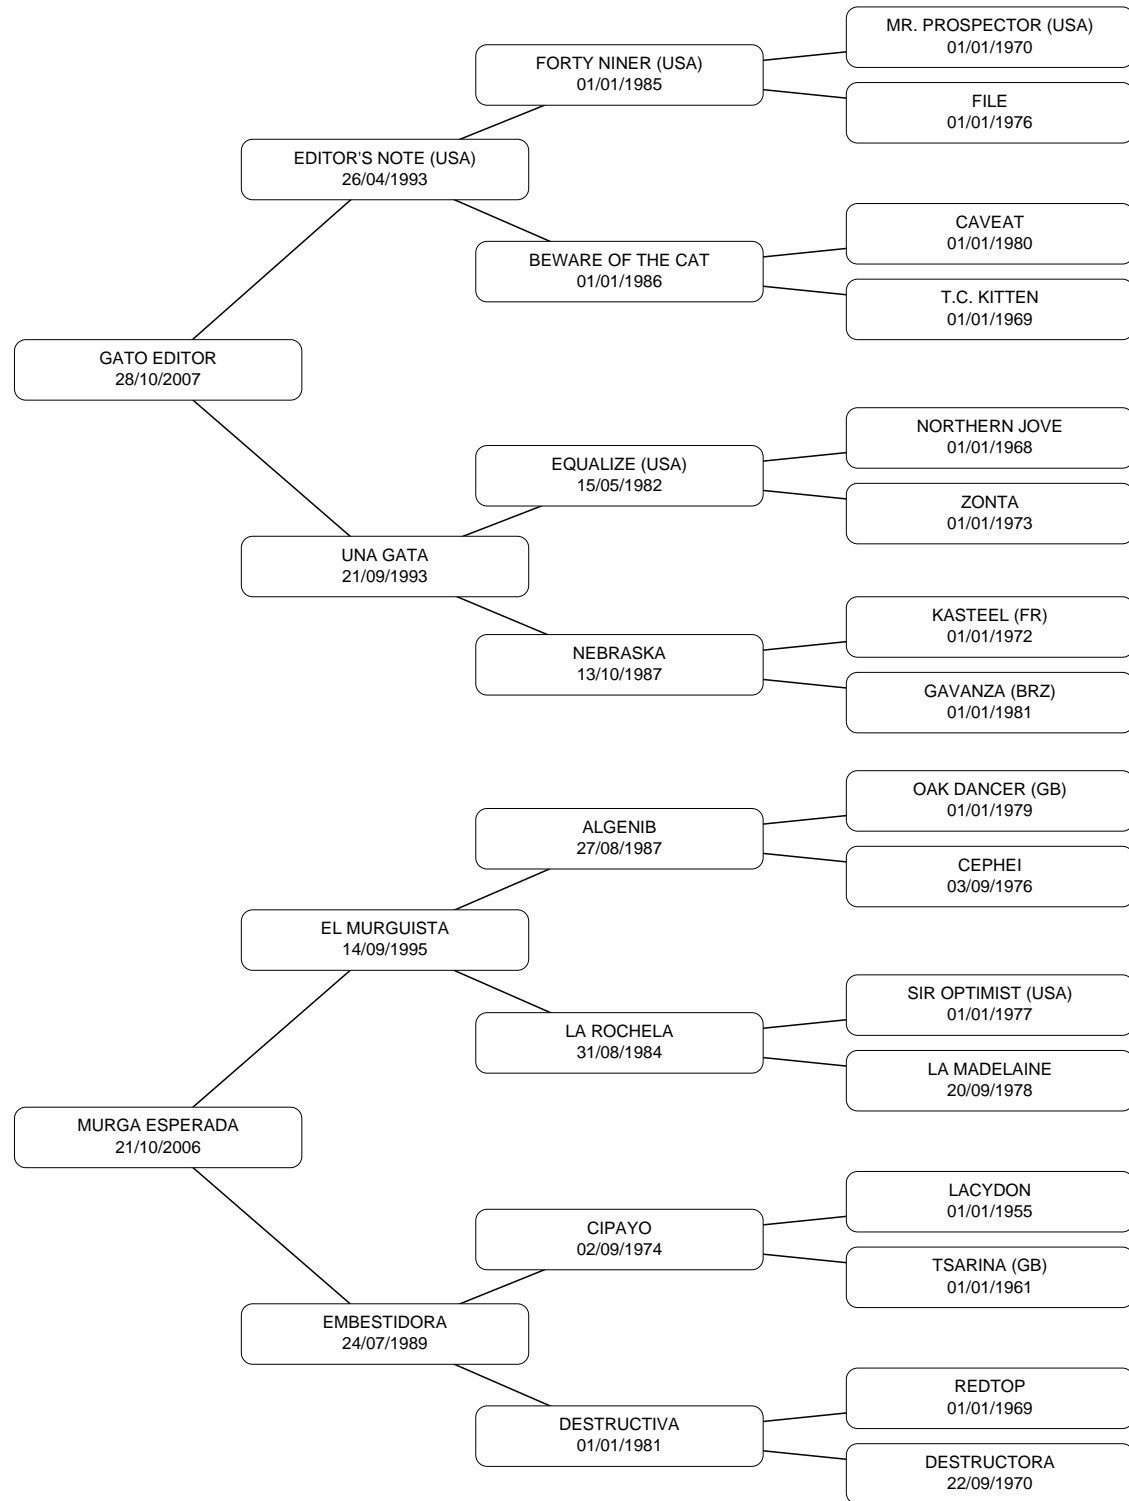 MR. PROSPECTOR (USA)
01/01/1970
FORTY NINER (USA)
01/01/1985
FILE
01/01/1976
EDITOR'S NOTE (USA)
26/04/1993
CAVEAT
01/01/1980
BEWARE OF THE CAT
01/01/1986
T.C. KITTEN
01/01/1969
GATO EDITOR
28/10/2007
NORTHERN JOVE
01/01/1968
EQUALIZE (USA)
15/05/1982
ZONTA
01/01/1973
UNA GATA
21/09/1993
KASTEEL (FR)
01/01/1972
NEBRASKA
13/10/1987
GAVANZA (BRZ)
01/01/1981
OAK DANCER (GB)
01/01/1979
ALGENIB
27/08/1987
CEPHEI
03/09/1976
EL MURGUISTA
14/09/1995
SIR OPTIMIST (USA)
01/01/1977
LA ROCHELA
31/08/1984
LA MADELAINE
20/09/1978
MURGA ESPERADA
21/10/2006
LACYDON
01/01/1955
CIPAYO
02/09/1974
TSARINA (GB)
01/01/1961
EMBESTIDORA
24/07/1989
REDTOP
01/01/1969
DESTRUCTIVA
01/01/1981
DESTRUCTORA
22/09/1970